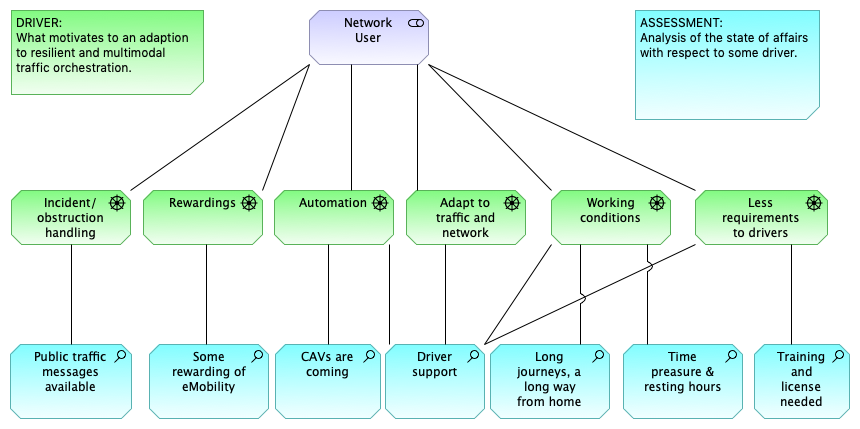 DRIVER:
What motivates to an adaption
to resilient and multimodal
traffic orchestration.
Network
User
ASSESSMENT:
Analysis of the state of affairs
with respect to some driver.
Incident/
obstruction
handling
Rewardings
Automation
Adapt to
traffic and
network
Working
conditions
Less
requirements
to drivers
Public traffic
messages
available
Some
rewarding of
eMobility
CAVs are
coming
Driver
support
Long
journeys, a
long way
from home
Time
preasure &
resting hours
Training
and
license
needed